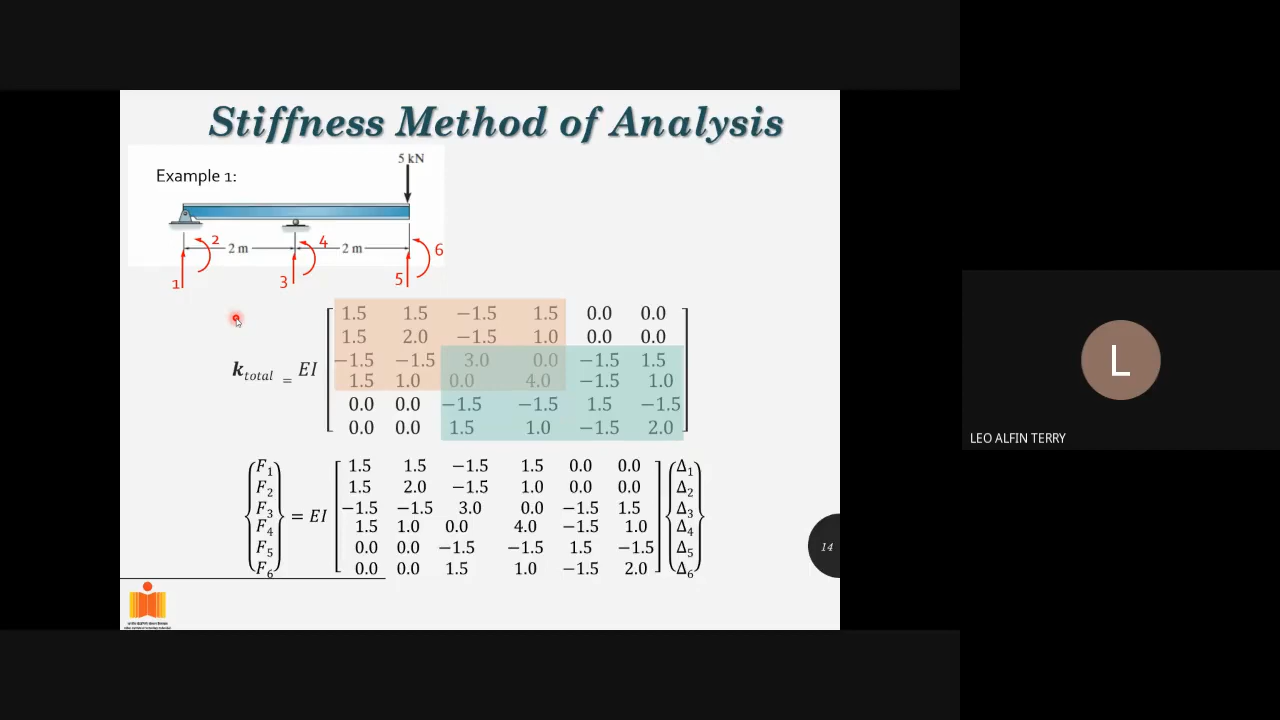 Stiffness Method of Analysis
5 kN
Example 1:
2 m
2 m
1
2
3
4
5
6
k_total = EI
1.5 1.5 −1.5 1.5 0.0 0.0
1.5 2.0 −1.5 1.0 0.0 0.0
−1.5 −1.5 3.0 0.0 −1.5 1.5
1.5 1.0 0.0 4.0 −1.5 1.0
0.0 0.0 −1.5 −1.5 1.5 −1.5
0.0 0.0 1.5 1.0 −1.5 2.0
F₁ 1.5 1.5 −1.5 1.5 0.0 0.0 Δ₁
F₂ 1.5 2.0 −1.5 1.0 0.0 0.0 Δ₂
F₃ −1.5 −1.5 3.0 0.0 −1.5 1.5 Δ₃
= EI
F₄ 1.5 1.0 0.0 4.0 −1.5 1.0 Δ₄
F₅ 0.0 0.0 −1.5 −1.5 1.5 −1.5 Δ₅
F₆ 0.0 0.0 1.5 1.0 −1.5 2.0 Δ₆
14
L
LEO ALFIN TERRY